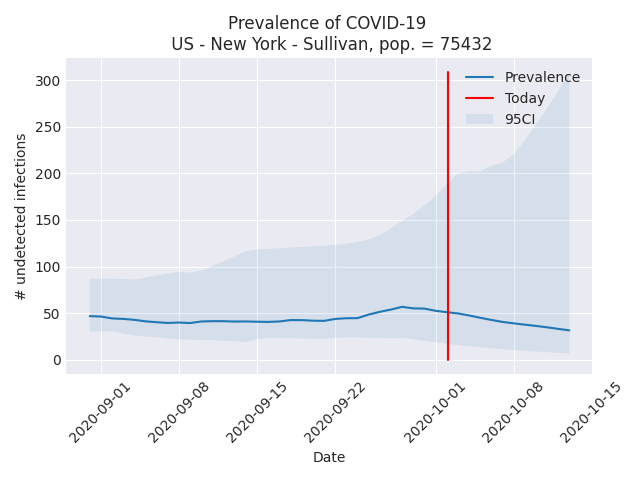 Prevalence of COVID-19
US - New York - Sullivan, pop. = 75432
Prevalence
Today
95CI
300
250
200
150
100
50
0
# undetected infections
2020-09-01
2020-09-08
2020-09-15
2020-09-22
2020-10-01
2020-10-08
2020-10-15
Date